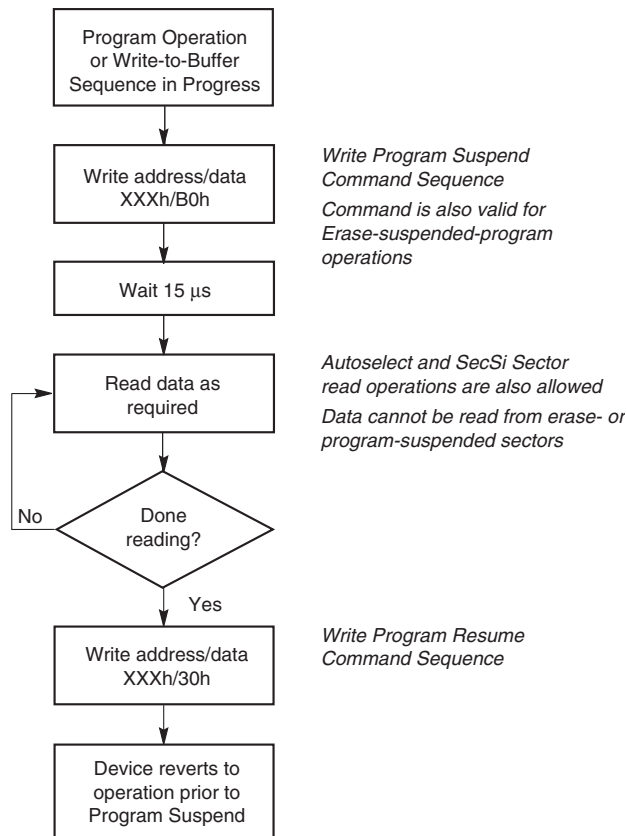 Program Operation
or Write-to-Buffer
Sequence in Progress
Write address/data
XXXh/B0h
Write Program Suspend
Command Sequence
Command is also valid for
Erase-suspended-program
operations
Wait 15 μs
Read data as
required
Autoselect and SecSi Sector
read operations are also allowed
Data cannot be read from erase- or
program-suspended sectors
No
Done
reading?
Yes
Write address/data
XXXh/30h
Write Program Resume
Command Sequence
Device reverts to
operation prior to
Program Suspend